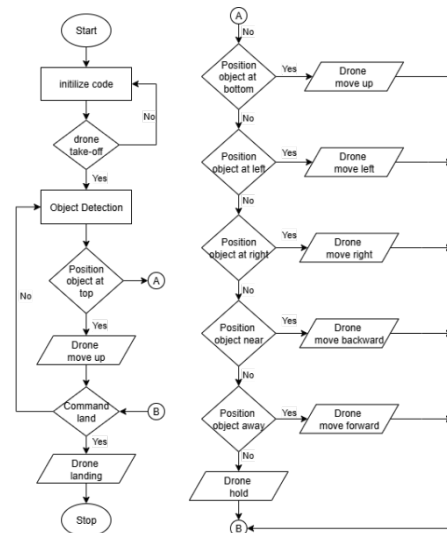 Start
initilize code
No
drone
take-off
Yes
Object Detection
Position
object at
top
A
No
Yes
Drone
move up
Command
land
B
Yes
Drone
landing
Stop
A
No
Position
object at
bottom
Yes
Drone
move up
No
Position
object at left
Yes
Drone
move left
No
Position
object at right
Yes
Drone
move right
No
Position
object near
Yes
Drone
move backward
No
Position
object away
Yes
Drone
move forward
No
Drone
hold
B